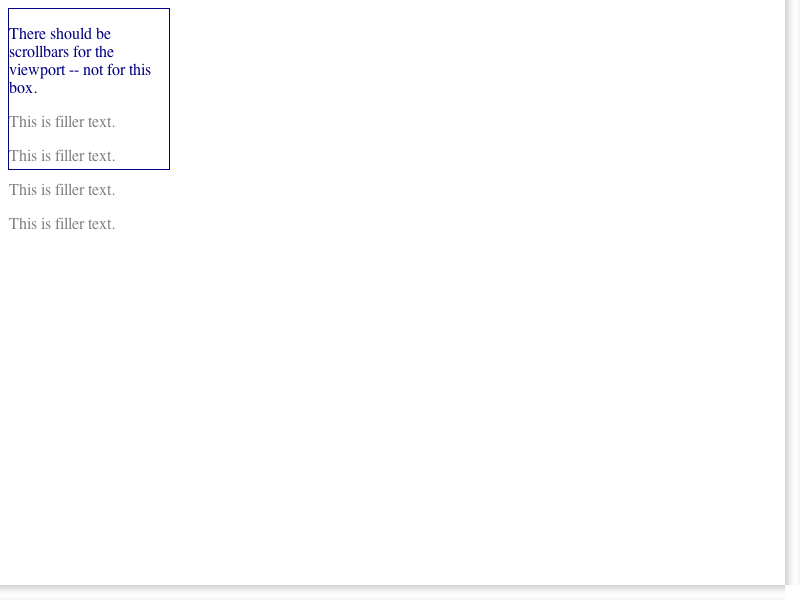 There should be
scrollbars for the
viewport -- not for this
box.
This is filler text.
This is filler text.
This is filler text.
This is filler text.